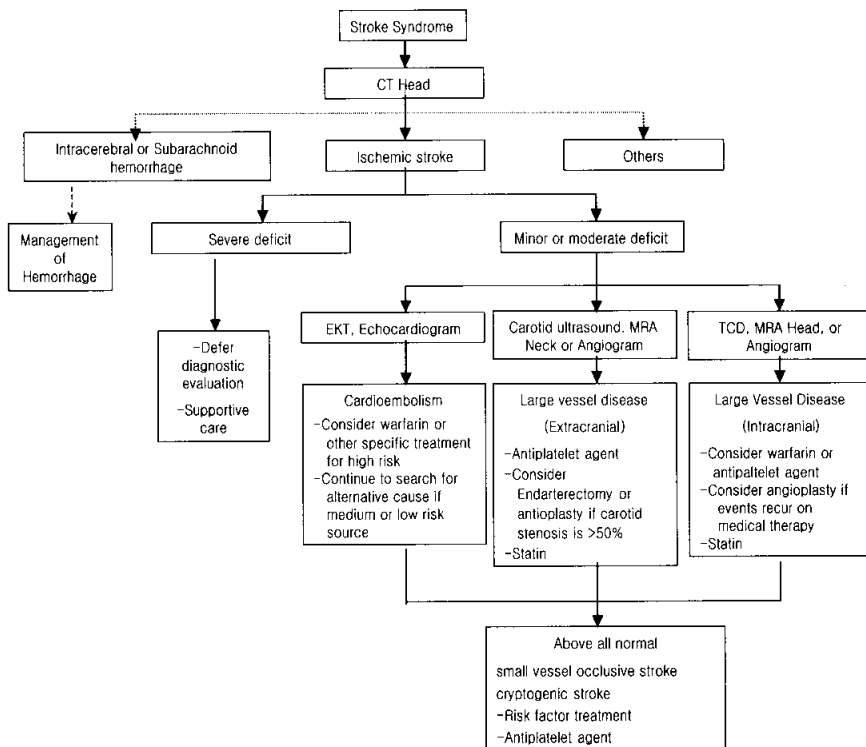 Stroke Syndrome
CT Head
Intracerebral or Subarachnoid
hemorrhage
Ischemic stroke
Others
Management
of
Hemorrhage
Severe deficit
Minor or moderate deficit
-Defer
diagnostic
evaluation
-Supportive
care
EKT, Echocardiogram
Carotid ultrasound. MRA
Neck or Angiogram
TCD, MRA Head, or
Angiogram
Cardioembolism
-Consider warfarin or
other specific treatment
for high risk
-Continue to search for
alternative cause if
medium or low risk
source
Large vessel disease
(Extracranial)
-Antiplatelet agent
-Consider
Endarterectomy or
antioplasty if carotid
stenosis is >50%
-Statin
Large Vessel Disease
(Intracranial)
-Consider warfarin or
antipaltelet agent
-Consider angioplasty if
events recur on
medical therapy
-Statin
Above all normal
small vessel occlusive stroke
cryptogenic stroke
-Risk factor treatment
-Antiplatelet agent